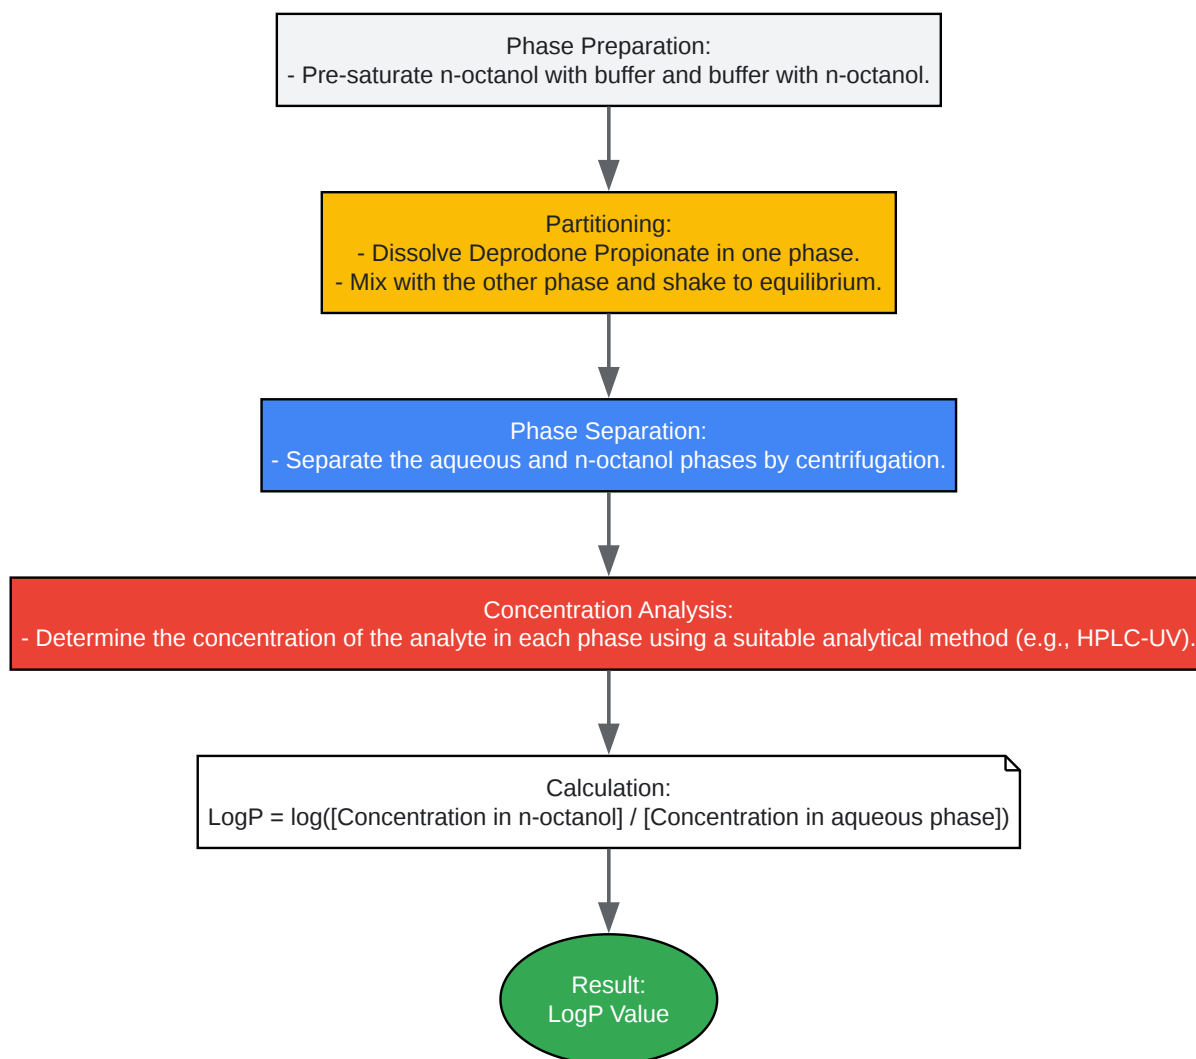 Phase Preparation:
- Pre-saturate n-octanol with buffer and buffer with n-octanol.
Partitioning:
- Dissolve Deprodone Propionate in one phase.
- Mix with the other phase and shake to equilibrium.
Phase Separation:
- Separate the aqueous and n-octanol phases by centrifugation.
Concentration Analysis:
- Determine the concentration of the analyte in each phase using a suitable analytical method (e.g., HPLC-UV).
Calculation:
LogP = log([Concentration in n-octanol] / [Concentration in aqueous phase])
Result:
LogP Value